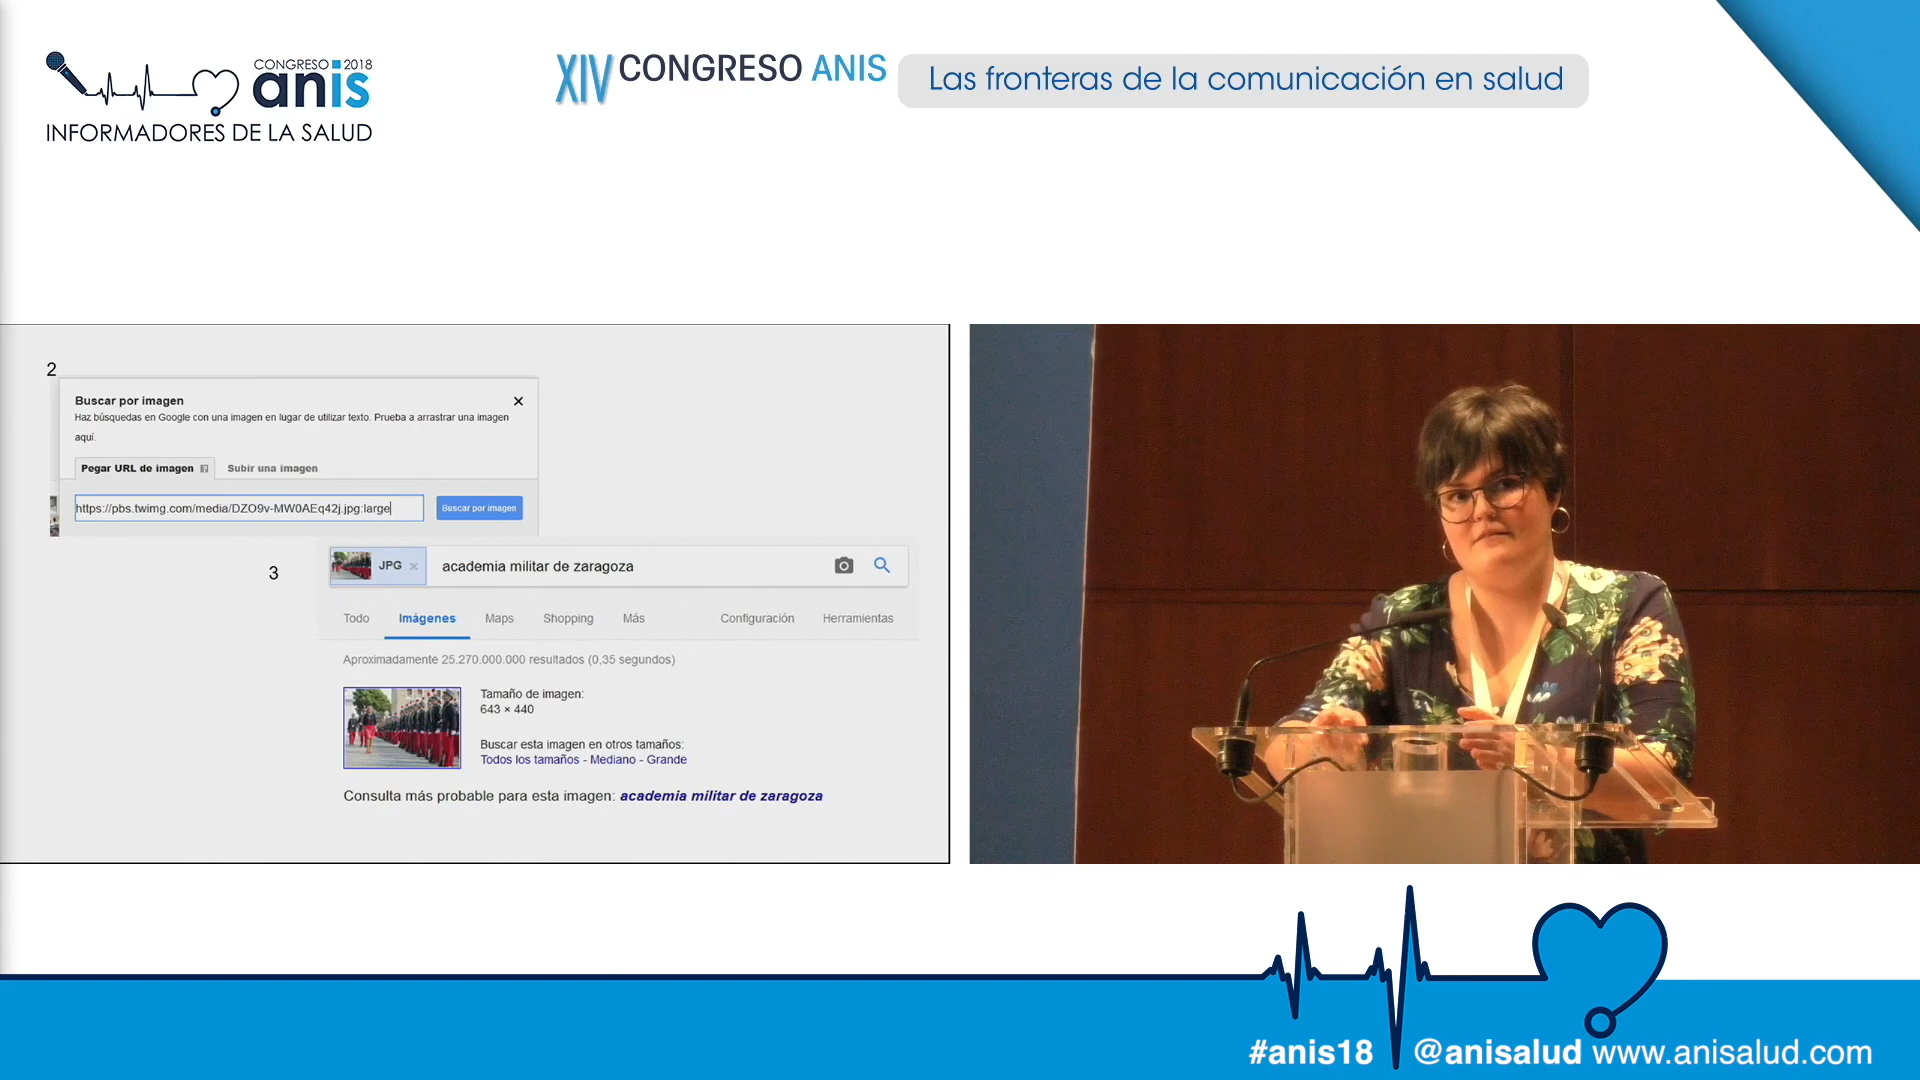 CONGRESO 2018
anis
INFORMADORES DE LA SALUD
XIV CONGRESO ANIS
Las fronteras de la comunicación en salud
2
Buscar por imagen
Haz búsquedas en Google con una imagen en lugar de utilizar texto. Prueba a arrastrar una imagen
aquí.
Pegar URL de imagen ? Subir una imagen
https://pbs.twimg.com/media/DZO9v-MW0AEq42j.jpg:large
Buscar por imagen
3
JPG × academia militar de zaragoza
Todo Imágenes Maps Shopping Más Configuración Herramientas
Aproximadamente 25.270.000.000 resultados (0,35 segundos)
Tamaño de imagen:
643 × 440
Buscar esta imagen en otros tamaños:
Todos los tamaños - Mediano - Grande
Consulta más probable para esta imagen: academia militar de zaragoza
#anis18 @anisalud www.anisalud.com